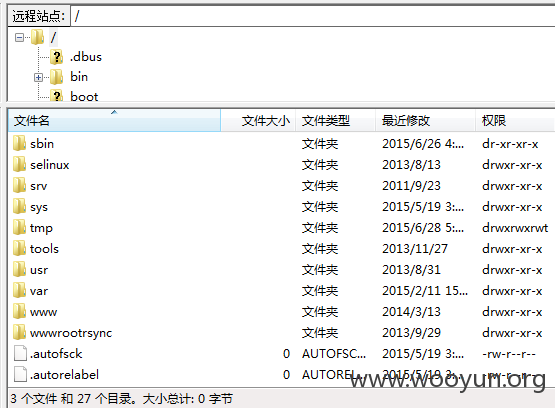 远程站点: /
/
.dbus
bin
boot
文件名 文件大小 文件类型 最近修改 权限
sbin 文件夹 2015/6/26 4:... dr-xr-xr-x
selinux 文件夹 2013/8/13 drwxr-xr-x
srv 文件夹 2011/9/23 drwxr-xr-x
sys 文件夹 2015/5/19 3:... drwxr-xr-x
tmp 文件夹 2015/6/28 5:... drwxrwxrwt
tools 文件夹 2013/11/27 drwxr-xr-x
usr 文件夹 2013/8/31 drwxr-xr-x
var 文件夹 2015/2/11 15... drwxr-xr-x
www 文件夹 2014/3/13 drwxr-xr-x
wwwrootrsync 文件夹 2013/9/29 drwxr-xr-x
.autofsck 0 AUTOFSC... 2015/5/19 3:... -rw-r--r--
.autorelabel 0 AUTOREL... 2015/5/19 3:... -rw-r--r--
www.wooyun.org
3 个文件 和 27 个目录。大小总计: 0 字节